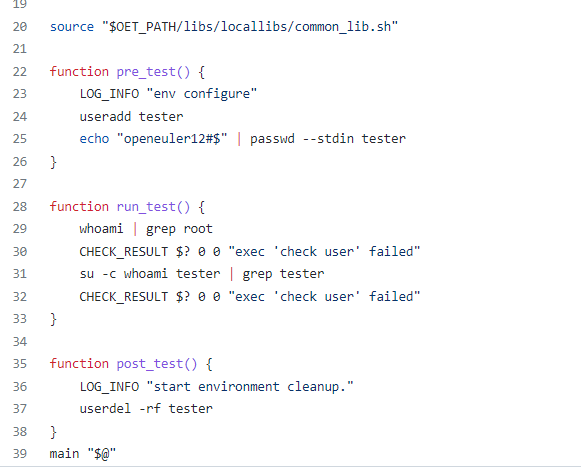 19
20 source "$OET_PATH/libs/locallibs/common_lib.sh"
21
22 function pre_test() {
23     LOG_INFO "env configure"
24     useradd tester
25     echo "openeuler12#$" | passwd --stdin tester
26 }
27
28 function run_test() {
29     whoami | grep root
30     CHECK_RESULT $? 0 0 "exec 'check user' failed"
31     su -c whoami tester | grep tester
32     CHECK_RESULT $? 0 0 "exec 'check user' failed"
33 }
34
35 function post_test() {
36     LOG_INFO "start environment cleanup."
37     userdel -rf tester
38 }
39 main "$@"